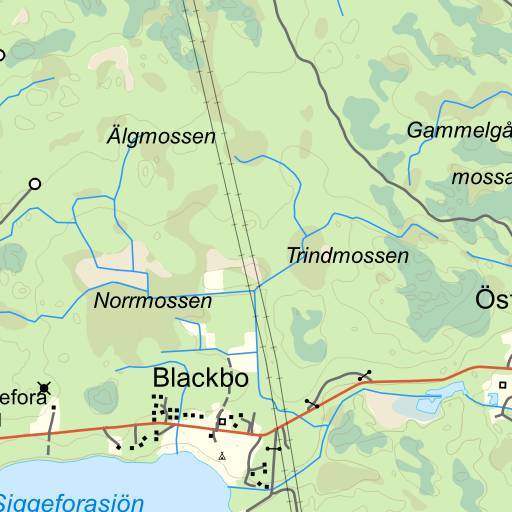 Älgmossen
Gammelgå
mossa
Trindmossen
Norrmossen
Öst
Blackbo
efora
Siggeforasjön